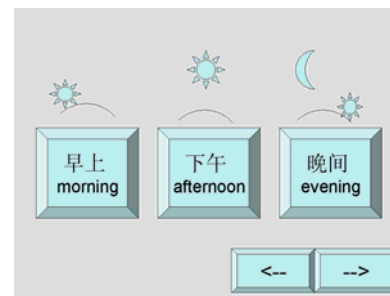 早上
morning
下午
afternoon
晚间
evening
<--
-->